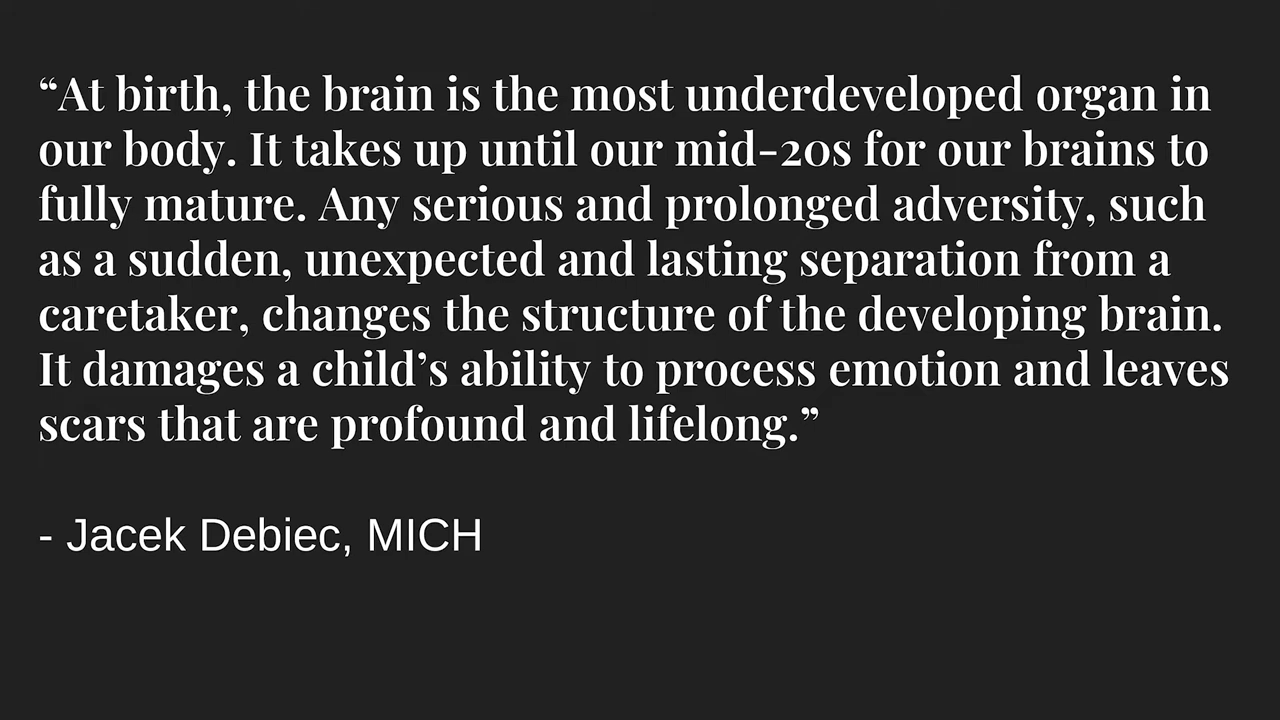 “At birth, the brain is the most underdeveloped organ in
our body. It takes up until our mid-20s for our brains to
fully mature. Any serious and prolonged adversity, such
as a sudden, unexpected and lasting separation from a
caretaker, changes the structure of the developing brain.
It damages a child’s ability to process emotion and leaves
scars that are profound and lifelong.”
- Jacek Debiec, MICH